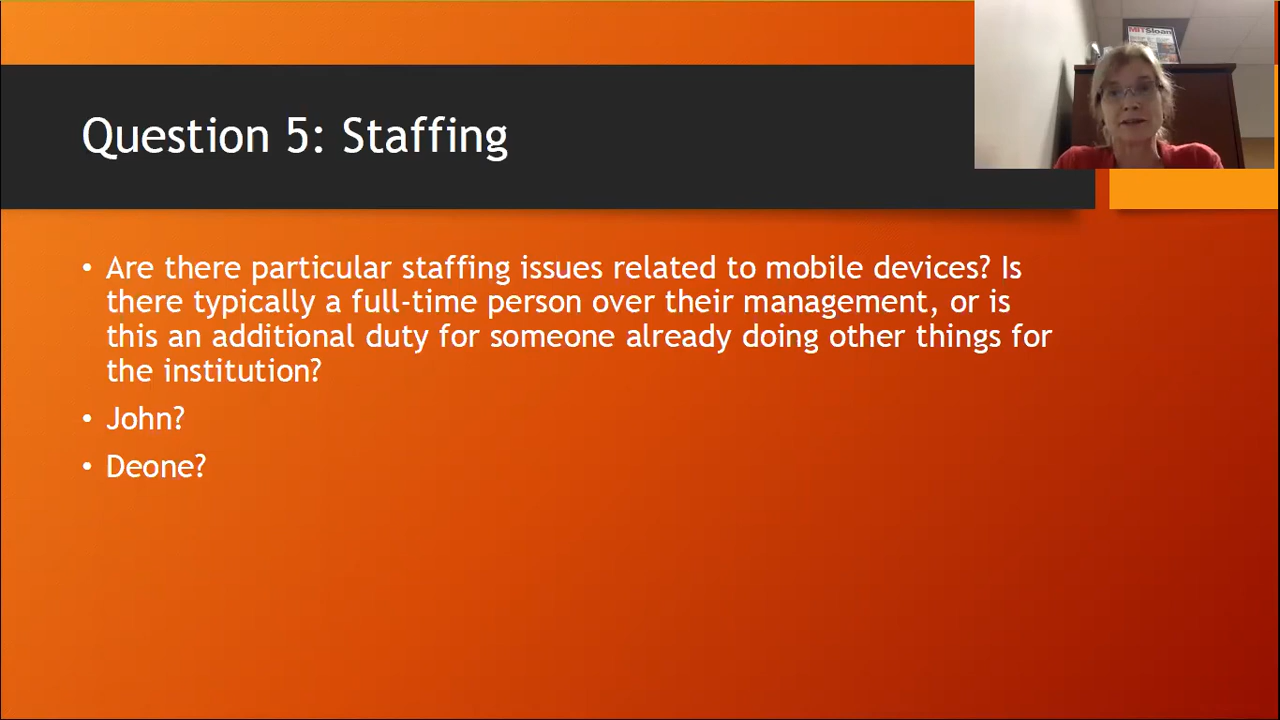 MITSloan
Question 5: Staffing
• Are there particular staffing issues related to mobile devices? Is
there typically a full-time person over their management, or is
this an additional duty for someone already doing other things for
the institution?
• John?
• Deone?